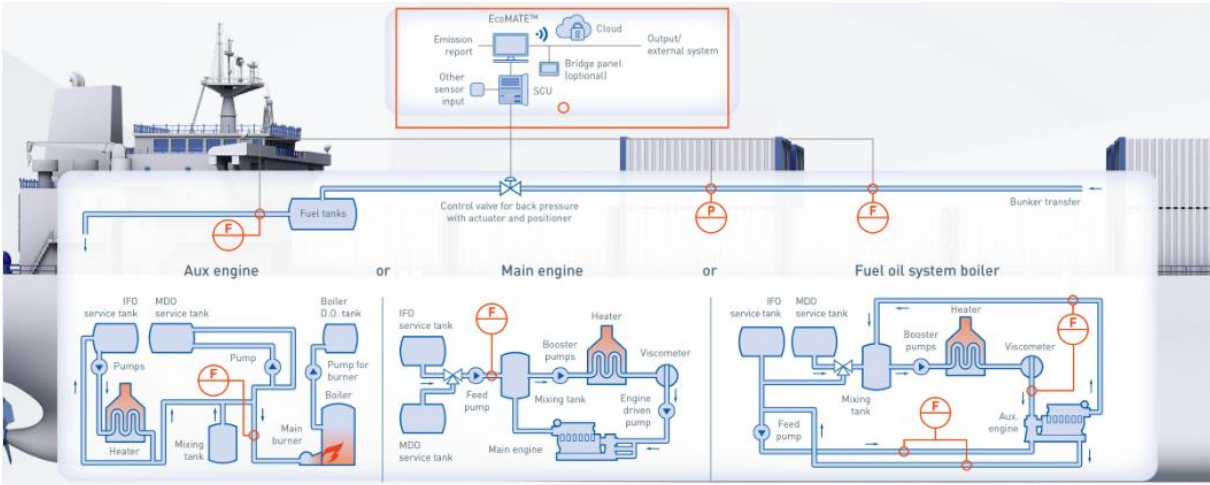 EcoMATE™
Cloud
Emission
report
Output/
external system
Bridge panel
(optional)
Other
sensor
input
SCU
Fuel tanks
Control valve for back pressure
with actuator and positioner
Bunker transfer
F
P
F
Aux engine
or
Main engine
or
Fuel oil system boiler
IFO
service tank
MDO
service tank
Boiler
D.O. tank
Pumps
Pump
Pump for
burner
F
Boiler
Main
burner
Mixing
tank
Heater
IFO
service tank
F
Heater
Booster
pumps
Viscometer
Feed
pump
Mixing tank
Engine
driven
pump
MDO
service tank
Main engine
IFO
service tank
MDO
service tank
Heater
F
Booster
pumps
Viscometer
Mixing
tank
F
Feed
pump
Aux.
engine